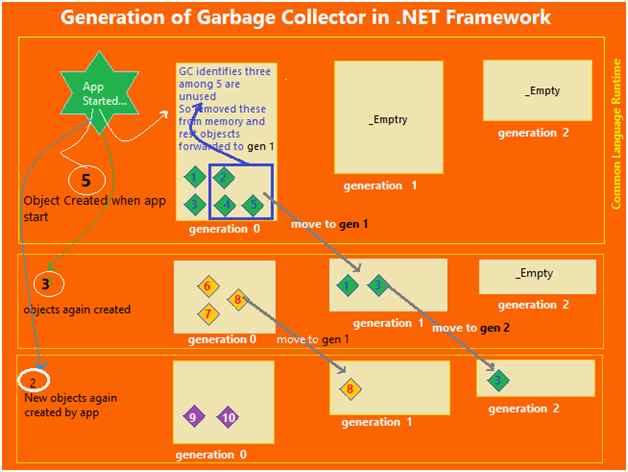 Generation of Garbage Collector in .NET Framework
App
Started...
GC identifies three
among 5 are
unused
So removed these
from memory and
rest objescts
forwarded to gen 1
_Emptry
_Empty
generation 2
generation 1
5
Object Created when app
start
1
2
3
4
5
generation 0
move to gen 1
Common Language Runtime
3
objects again created
6
8
7
generation 0
move to gen 1
1
3
generation 1
_Empty
generation 2
move to gen 2
2
New objects again
created by app
9
10
generation 0
8
generation 1
3
generation 2